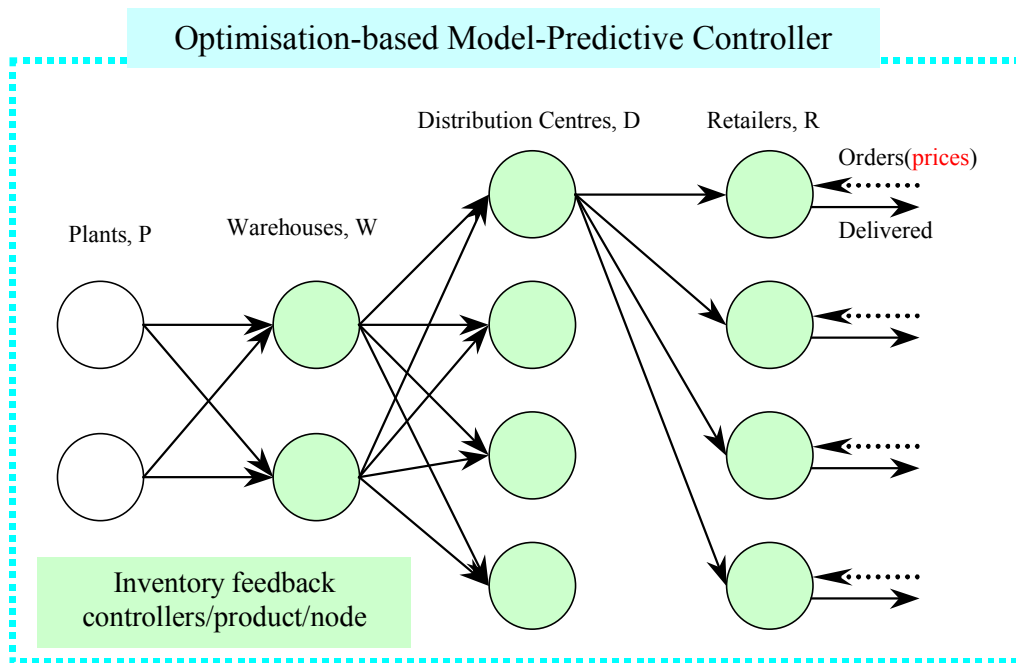 Optimisation-based Model-Predictive Controller
Distribution Centres, D
Retailers, R
Orders(prices)
Plants, P
Warehouses, W
Delivered
Inventory feedback
controllers/product/node